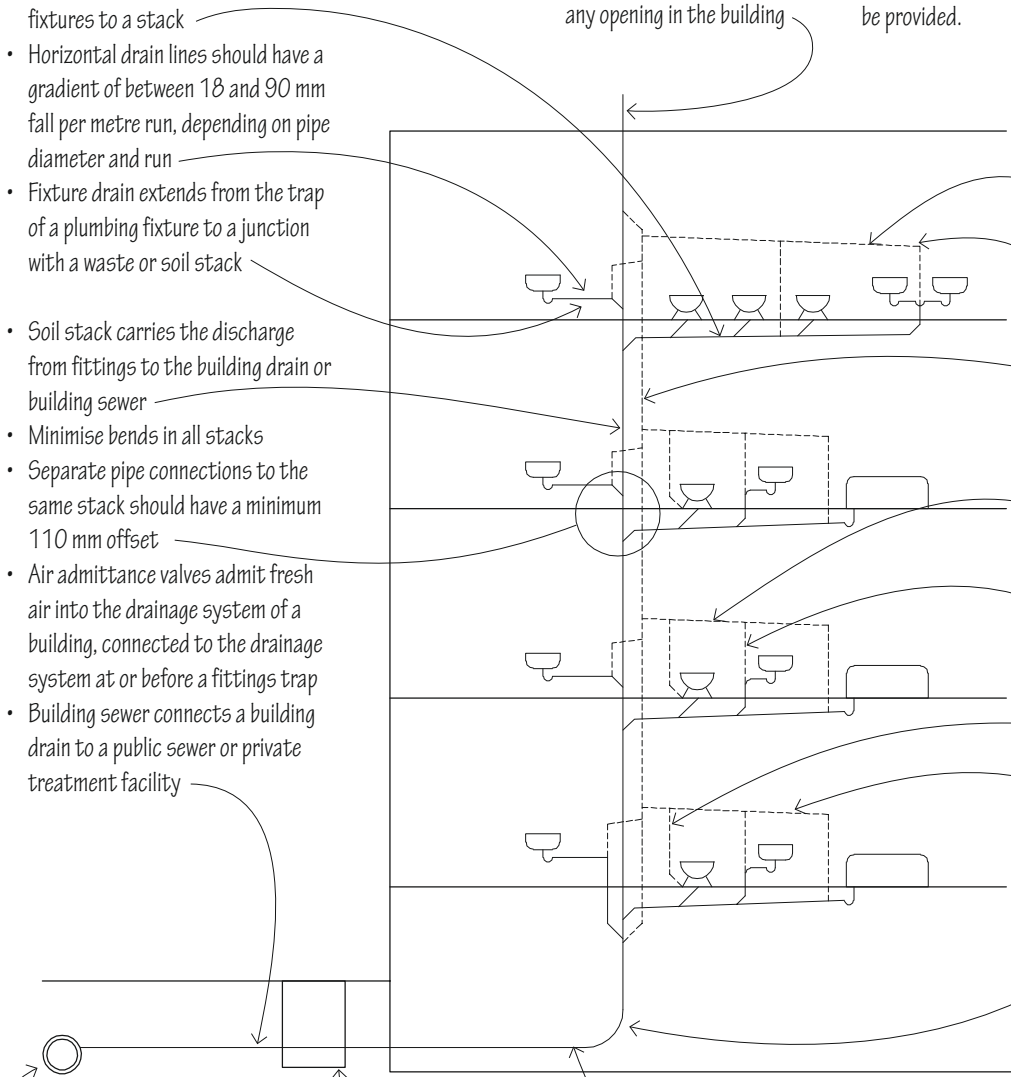 fixtures to a stack
• Horizontal drain lines should have a
gradient of between 18 and 90 mm
fall per metre run, depending on pipe
diameter and run
• Fixture drain extends from the trap
of a plumbing fixture to a junction
with a waste or soil stack
• Soil stack carries the discharge
from fittings to the building drain or
building sewer
• Minimise bends in all stacks
• Separate pipe connections to the
same stack should have a minimum
110 mm offset
• Air admittance valves admit fresh
air into the drainage system of a
building, connected to the drainage
system at or before a fittings trap
• Building sewer connects a building
drain to a public sewer or private
treatment facility
any opening in the building
be provided.